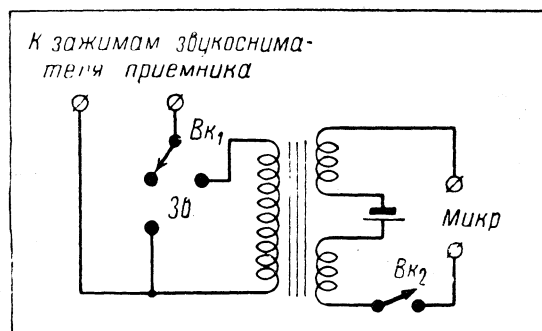 К зажимам звукоснима-
теля приемника
Вк1
Зв.
Микр
Вк2